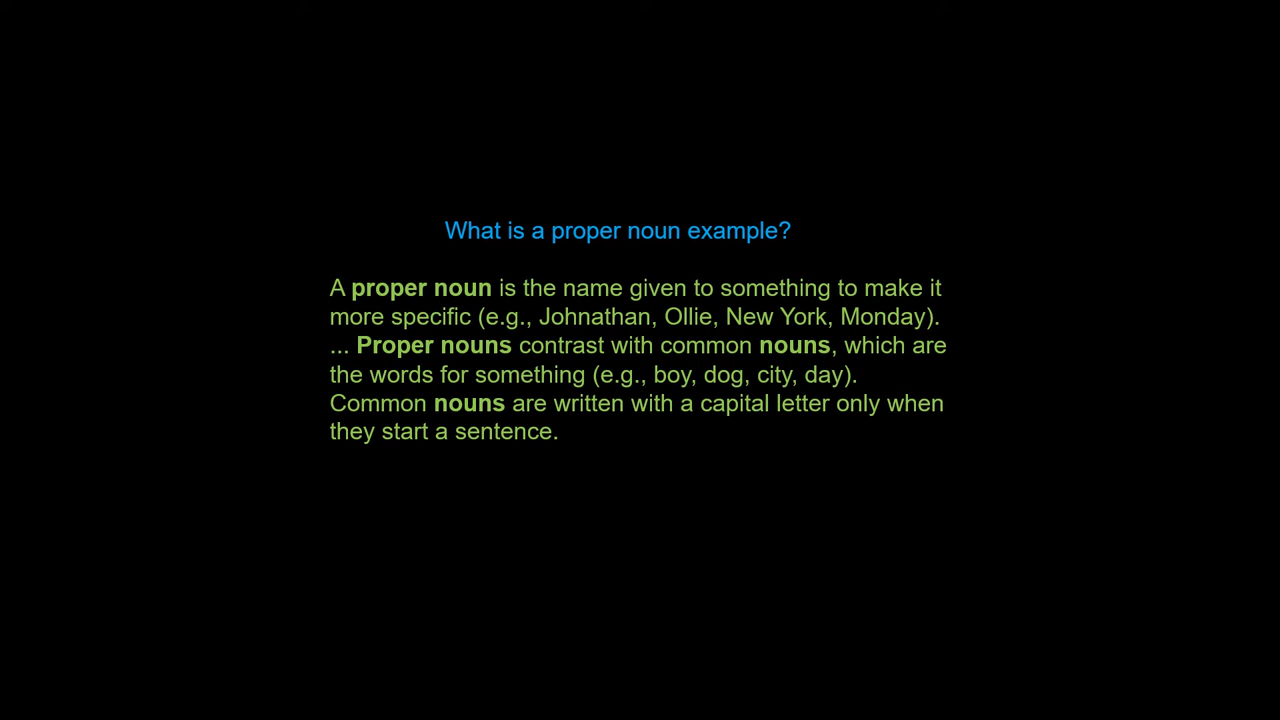 What is a proper noun example?
A proper noun is the name given to something to make it
more specific (e.g., Johnathan, Ollie, New York, Monday).
... Proper nouns contrast with common nouns, which are
the words for something (e.g., boy, dog, city, day).
Common nouns are written with a capital letter only when
they start a sentence.